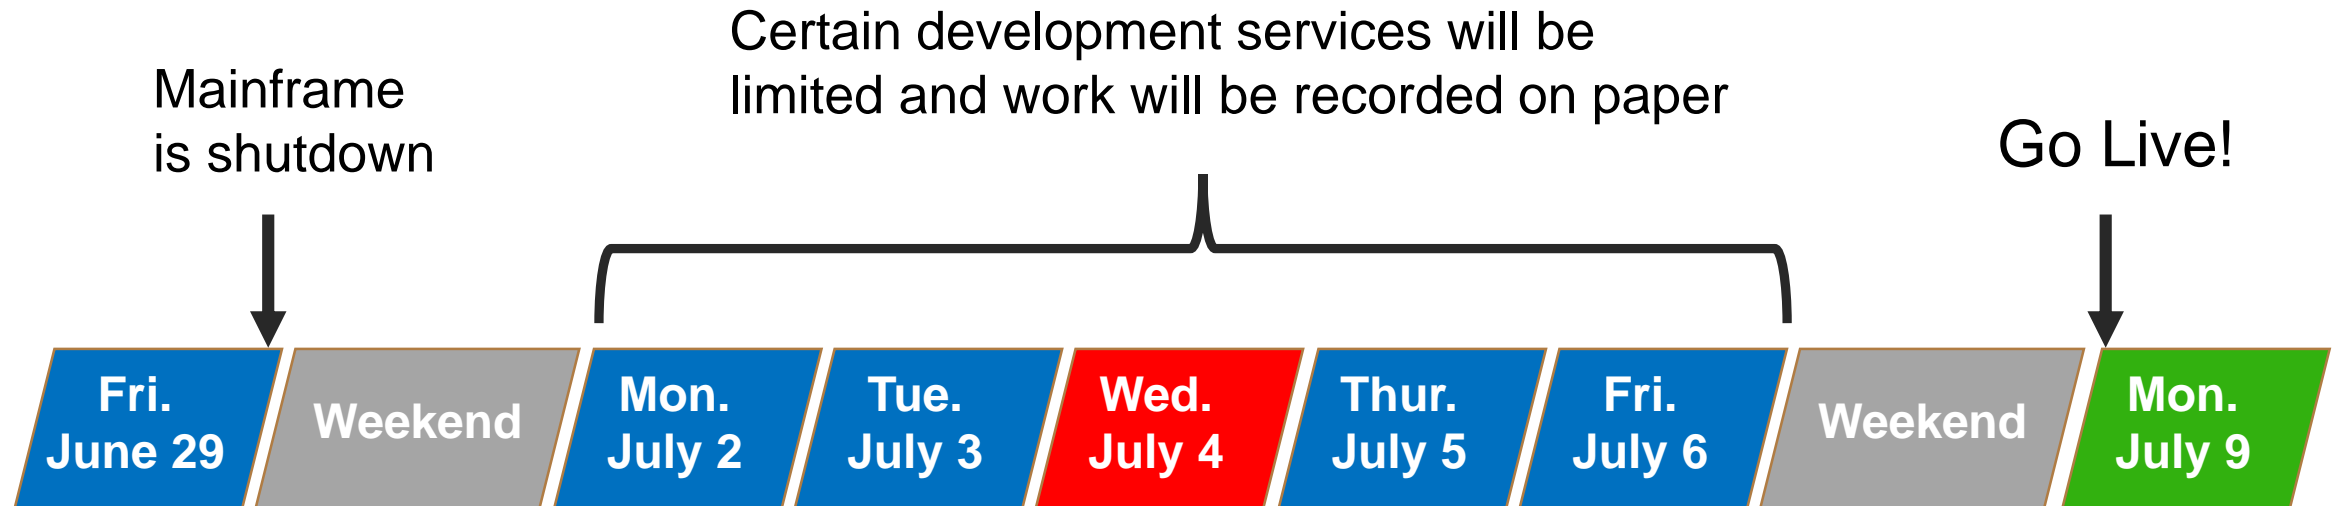 Certain development services will be
limited and work will be recorded on paper
Mainframe
is shutdown
Go Live!
Fri.
June 29
Weekend
Mon.
July 2
Tue.
July 3
Wed.
July 4
Thur.
July 5
Fri.
July 6
Weekend
Mon.
July 9